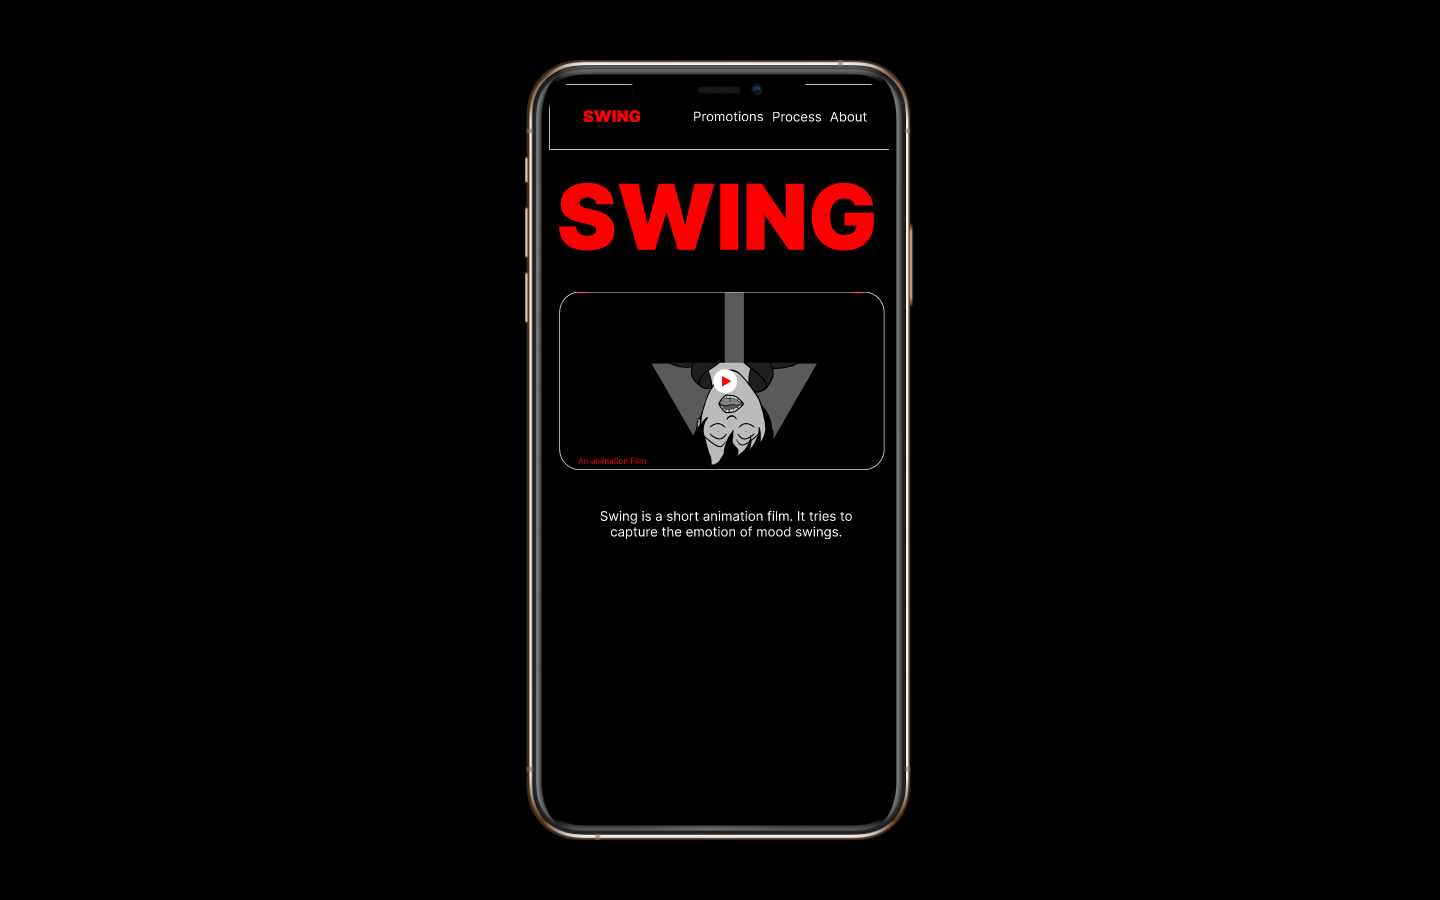 SWING
Promotions Process About
SWING
An animation Film
Swing is a short animation film. It tries to
capture the emotion of mood swings.